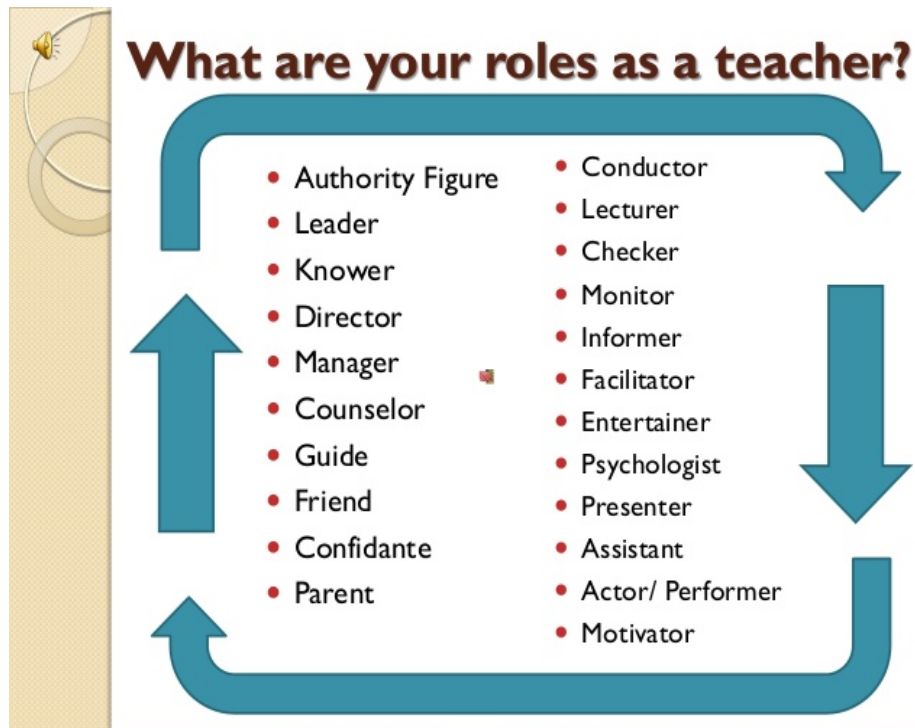 What are your roles as a teacher?
• Authority Figure
• Leader
• Knower
• Director
• Manager
• Counselor
• Guide
• Friend
• Confidante
• Parent
• Conductor
• Lecturer
• Checker
• Monitor
• Informer
• Facilitator
• Entertainer
• Psychologist
• Presenter
• Assistant
• Actor/ Performer
• Motivator